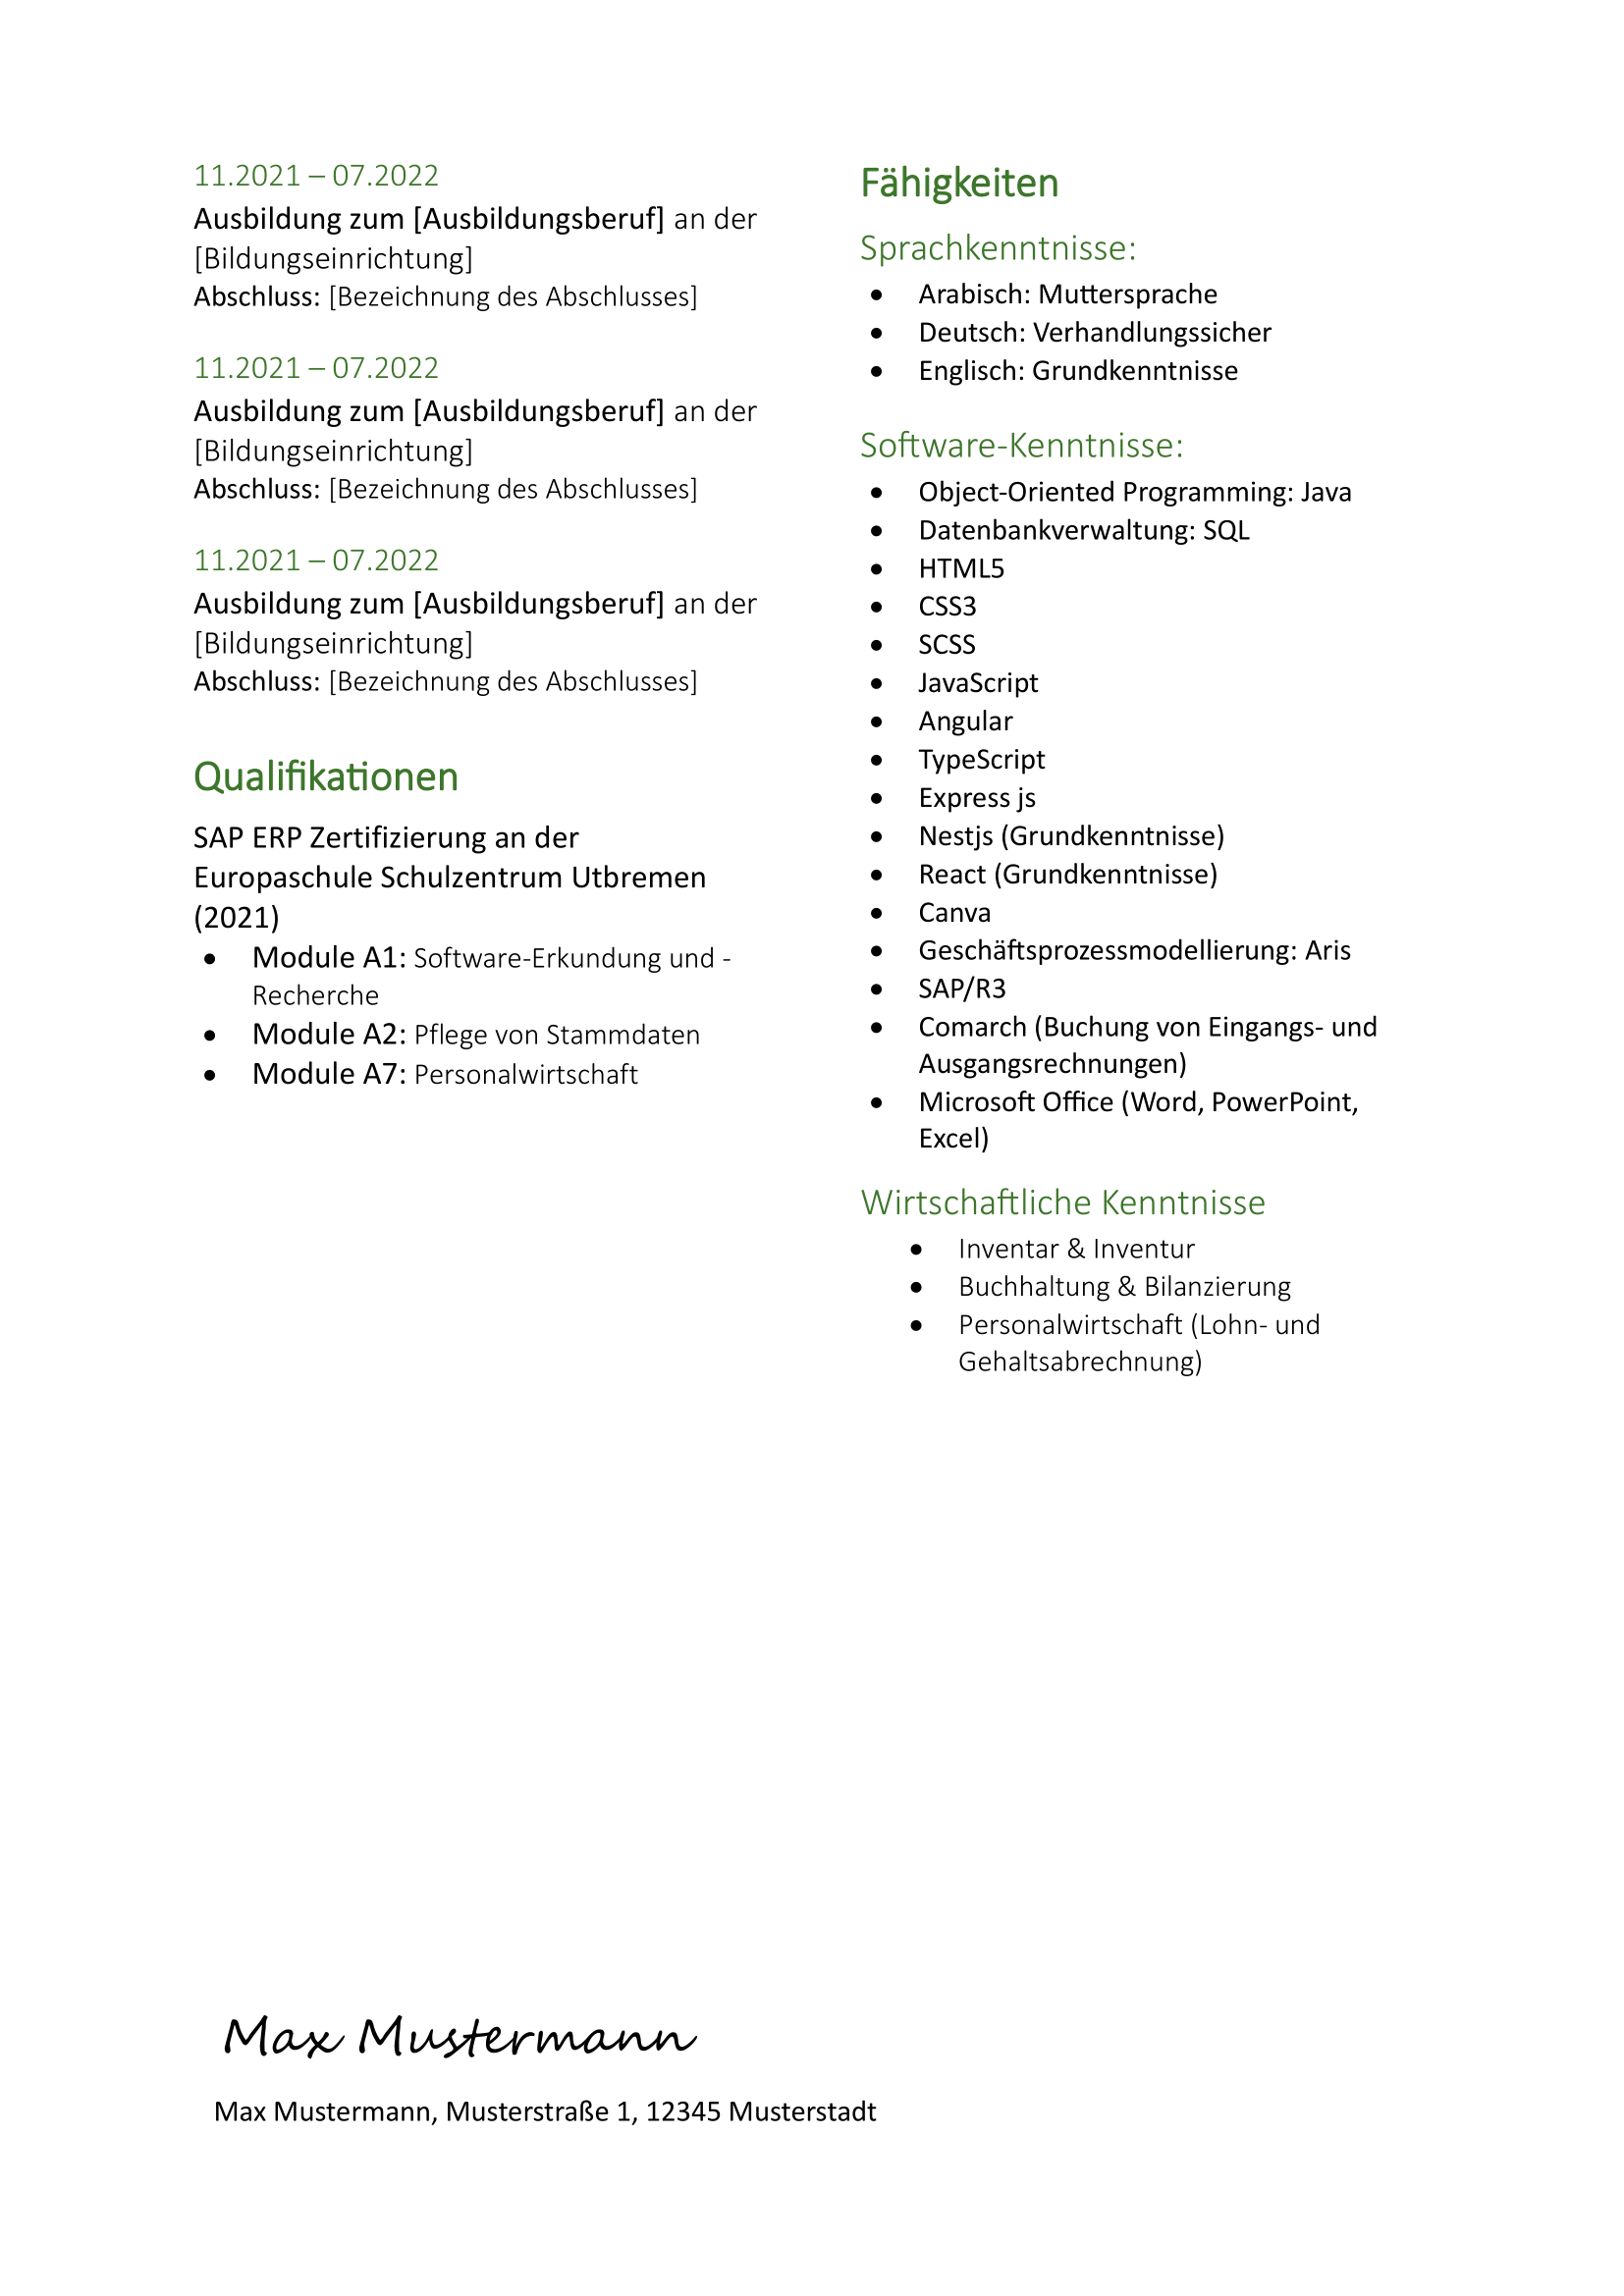 11.2021 – 07.2022
Ausbildung zum [Ausbildungsberuf] an der
[Bildungseinrichtung]
Abschluss: [Bezeichnung des Abschlusses]
11.2021 – 07.2022
Ausbildung zum [Ausbildungsberuf] an der
[Bildungseinrichtung]
Abschluss: [Bezeichnung des Abschlusses]
11.2021 – 07.2022
Ausbildung zum [Ausbildungsberuf] an der
[Bildungseinrichtung]
Abschluss: [Bezeichnung des Abschlusses]
Qualifikationen
SAP ERP Zertifizierung an der
Europaschule Schulzentrum Utbremen
(2021)
• Module A1: Software-Erkundung und -
Recherche
• Module A2: Pflege von Stammdaten
• Module A7: Personalwirtschaft
Fähigkeiten
Sprachkenntnisse:
• Arabisch: Muttersprache
• Deutsch: Verhandlungssicher
• Englisch: Grundkenntnisse
Software-Kenntnisse:
• Object-Oriented Programming: Java
• Datenbankverwaltung: SQL
• HTML5
• CSS3
• SCSS
• JavaScript
• Angular
• TypeScript
• Express js
• Nestjs (Grundkenntnisse)
• React (Grundkenntnisse)
• Canva
• Geschäftsprozessmodellierung: Aris
• SAP/R3
• Comarch (Buchung von Eingangs- und
Ausgangsrechnungen)
• Microsoft Office (Word, PowerPoint,
Excel)
Wirtschaftliche Kenntnisse
• Inventar & Inventur
• Buchhaltung & Bilanzierung
• Personalwirtschaft (Lohn- und
Gehaltsabrechnung)
Max Mustermann
Max Mustermann, Musterstraße 1, 12345 Musterstadt